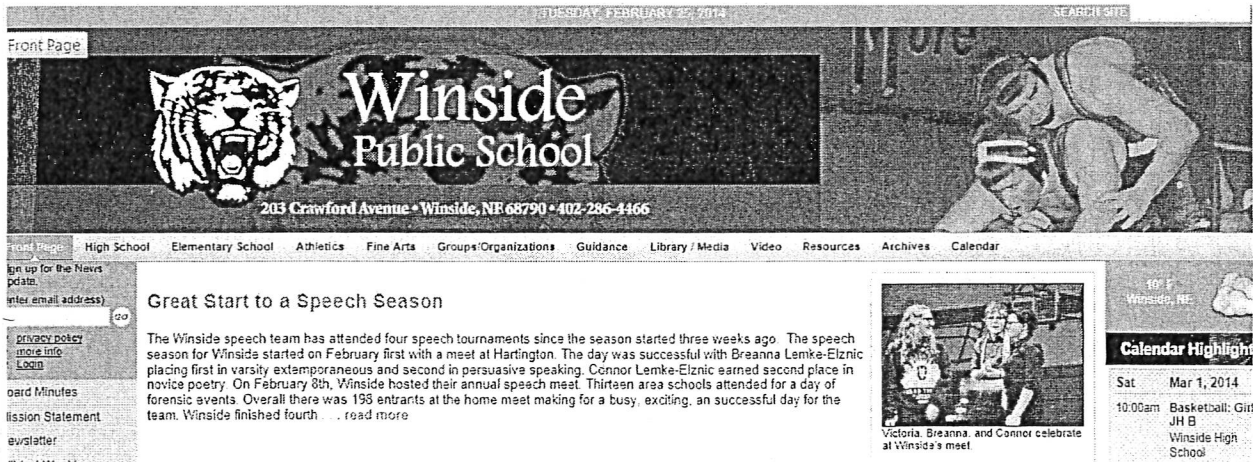 TUESDAY, FEBRUARY 25, 2014
SEARCH SITE
Front Page
More
Winside
Public School
203 Crawford Avenue • Winside, NE 68790 • 402-286-4466
Front Page High School Elementary School Athletics Fine Arts Groups/Organizations Guidance Library / Media Video Resources Archives Calendar
ign up for the News
pdate.
nter email address)
GO
privacy policy
more info
Login
oard Minutes
lission Statement
ewsletter
Great Start to a Speech Season
The Winside speech team has attended four speech tournaments since the season started three weeks ago. The speech
season for Winside started on February first with a meet at Hartington. The day was successful with Breanna Lemke-Elznic
placing first in varsity extemporaneous and second in persuasive speaking. Connor Lemke-Elznic earned second place in
novice poetry. On February 8th, Winside hosted their annual speech meet. Thirteen area schools attended for a day of
forensic events. Overall there was 198 entrants at the home meet making for a busy, exciting, an successful day for the
team. Winside finished fourth . . . read more
Victoria, Breanna, and Connor celebrate
at Winside's meet.
10° F
Winside, NE
Calendar Highlight
Sat Mar 1, 2014
10:00am Basketball: Girl
JH B
Winside High
School